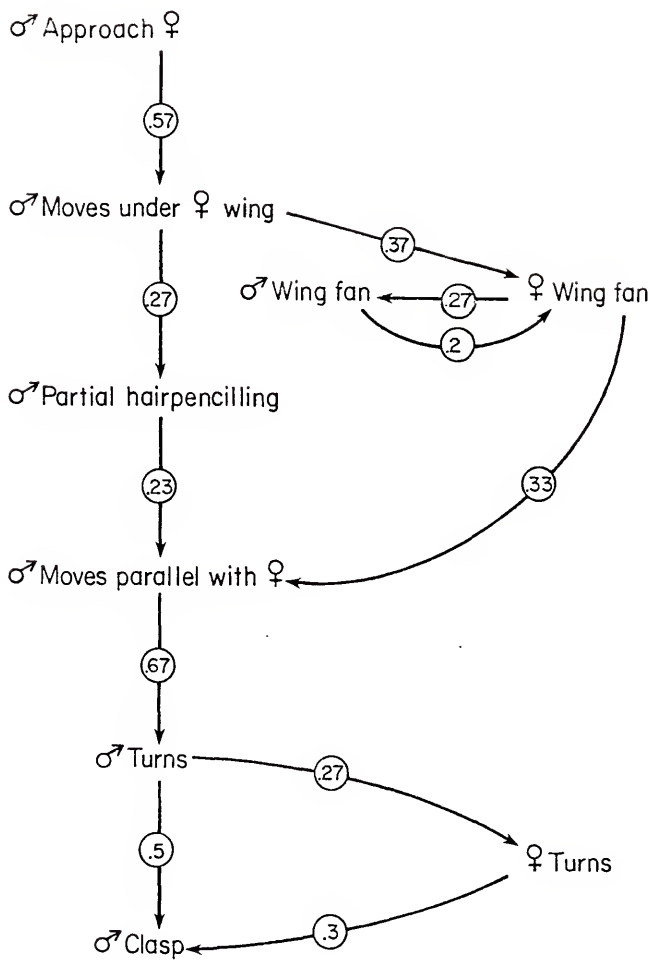 ♂ Approach ♀
.57
♂ Moves under ♀ wing
.37
.27
♂ Wing fan
.27
♀ Wing fan
.2
♂ Partial hairpencilling
.23
.33
♂ Moves parallel with ♀
.67
♂ Turns
.27
.5
♀ Turns
.3
♂ Clasp